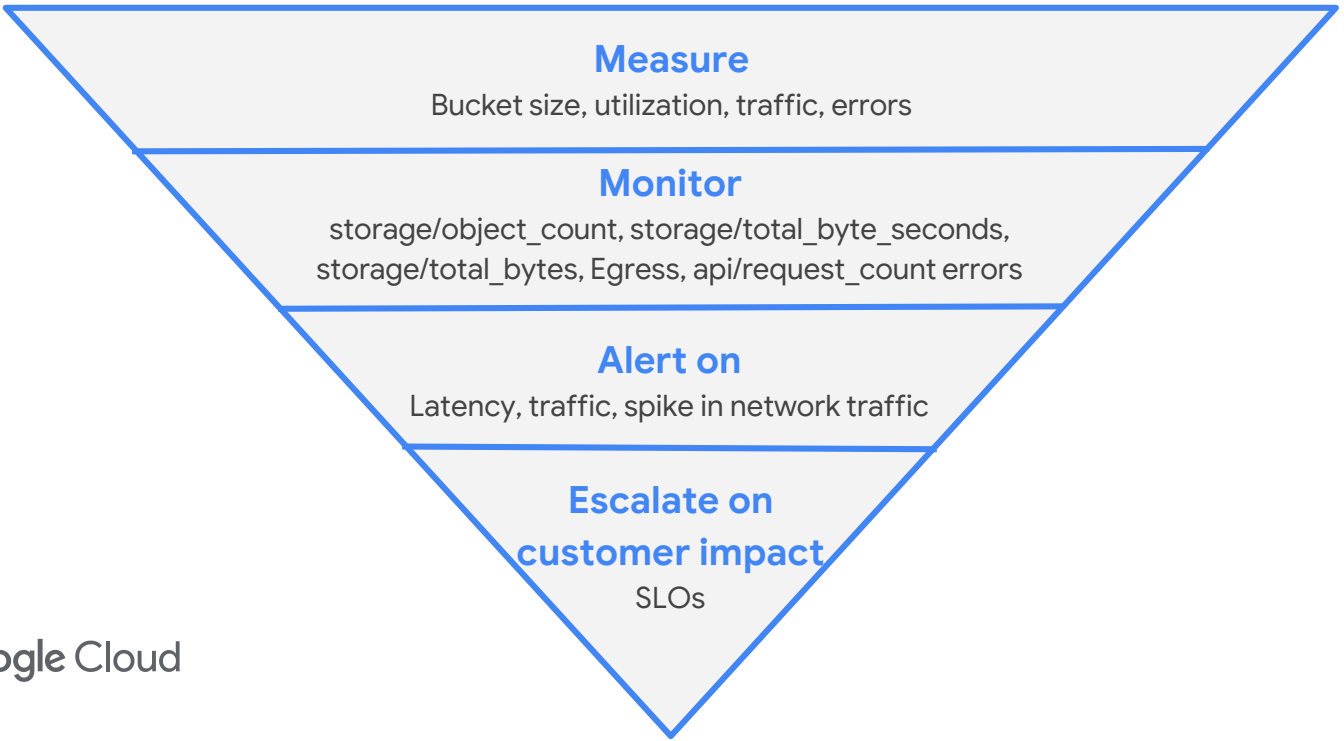 Measure
Bucket size, utilization, traffic, errors
Monitor
storage/object_count, storage/total_byte_seconds,
storage/total_bytes, Egress, api/request_count errors
Alert on
Latency, traffic, spike in network traffic
Escalate on
customer impact
SLOs
ogle Cloud